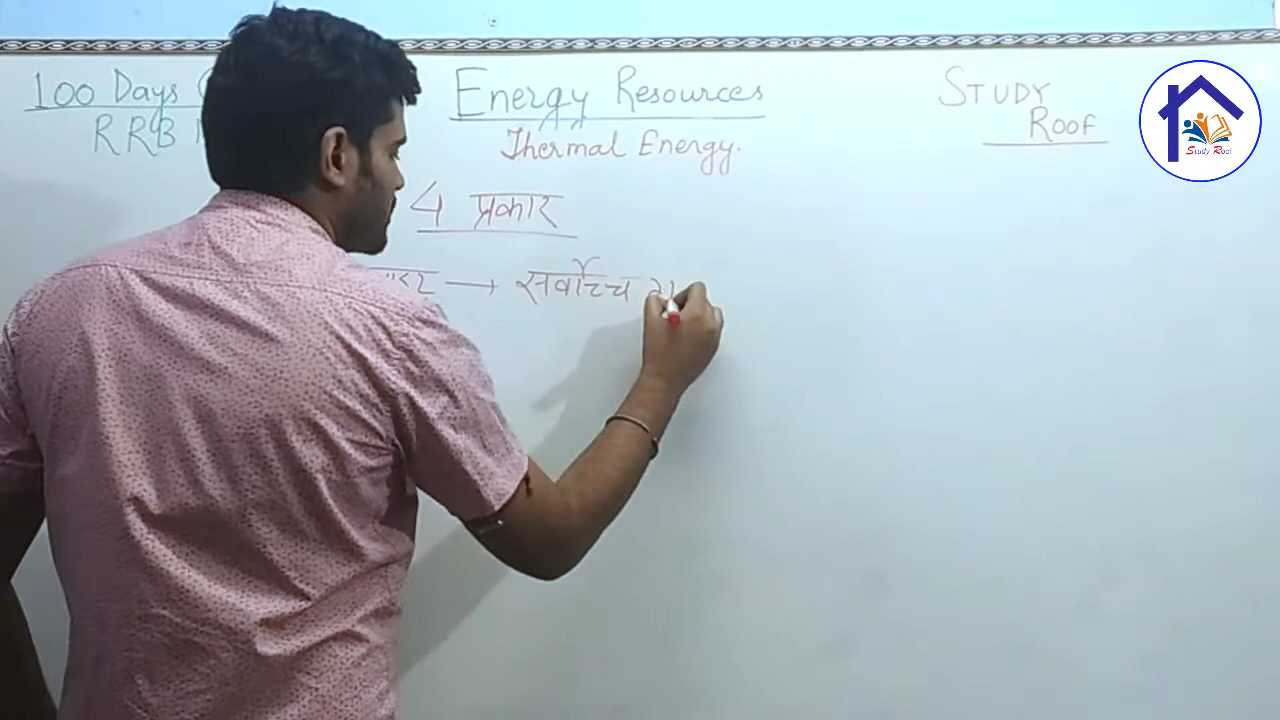 100 Days
RRB
Energy Resources
Thermal Energy.
STUDY
ROOF
Study Roof
4 प्रकार
→ सर्वोच्च